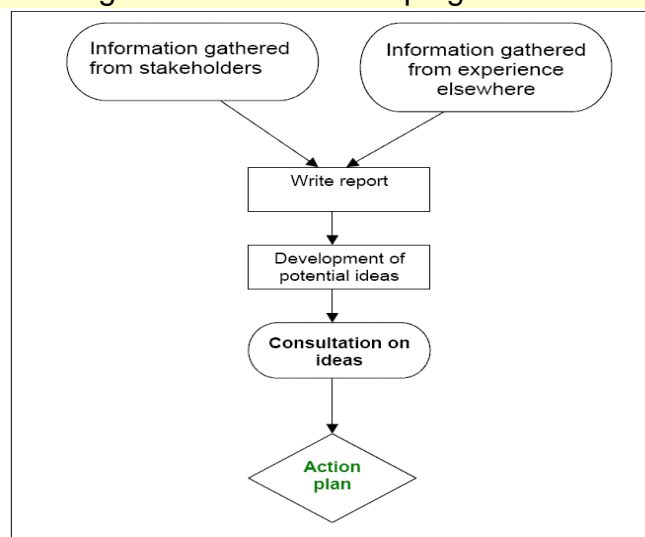 Information gathered
from stakeholders
Information gathered
from experience
elsewhere
Write report
Development of
potential ideas
Consultation on
ideas
Action
plan